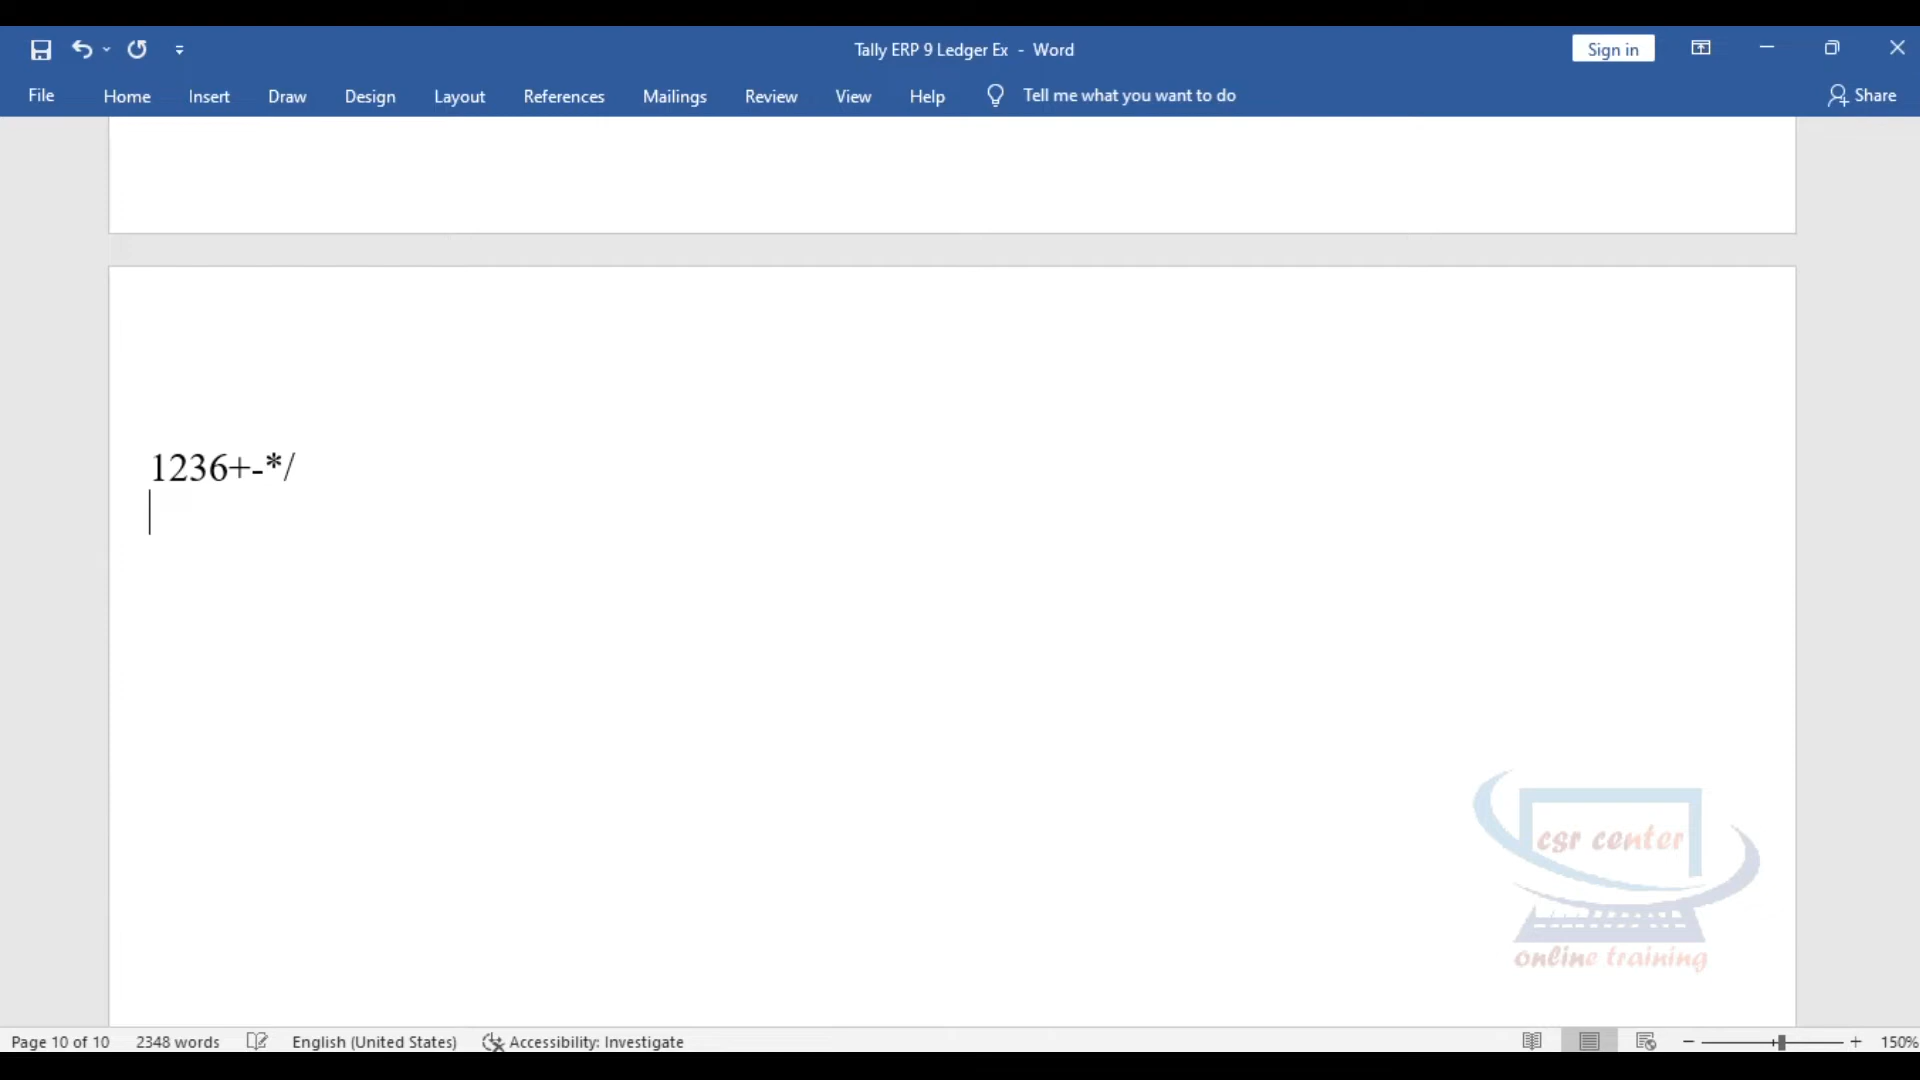 Tally ERP 9 Ledger Ex - Word
Sign in
File Home Insert Draw Design Layout References Mailings Review View Help Tell me what you want to do Share
1236+-*/
csr center
online training
Page 10 of 10 2348 words English (United States) Accessibility: Investigate 150%